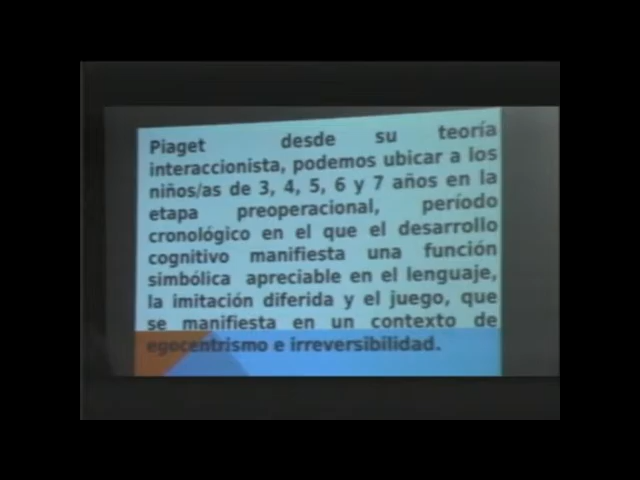 Piaget desde su teoría
interaccionista, podemos ubicar a los
niños/as de 3, 4, 5, 6 y 7 años en la
etapa preoperacional, período
cronológico en el que el desarrollo
cognitivo manifiesta una función
simbólica apreciable en el lenguaje,
la imitación diferida y el juego, que
se manifiesta en un contexto de
egocentrismo e irreversibilidad.